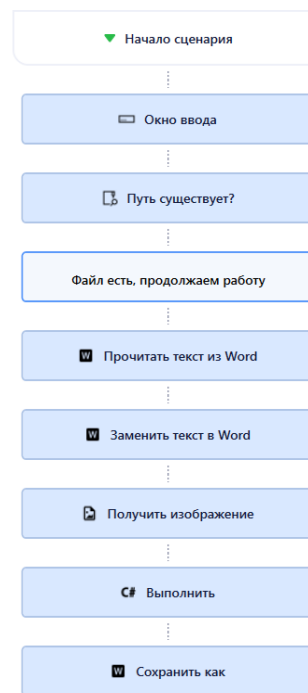 Начало сценария
Окно ввода
Путь существует?
Файл есть, продолжаем работу
W Прочитать текст из Word
W Заменить текст в Word
Получить изображение
C# Выполнить
W Сохранить как